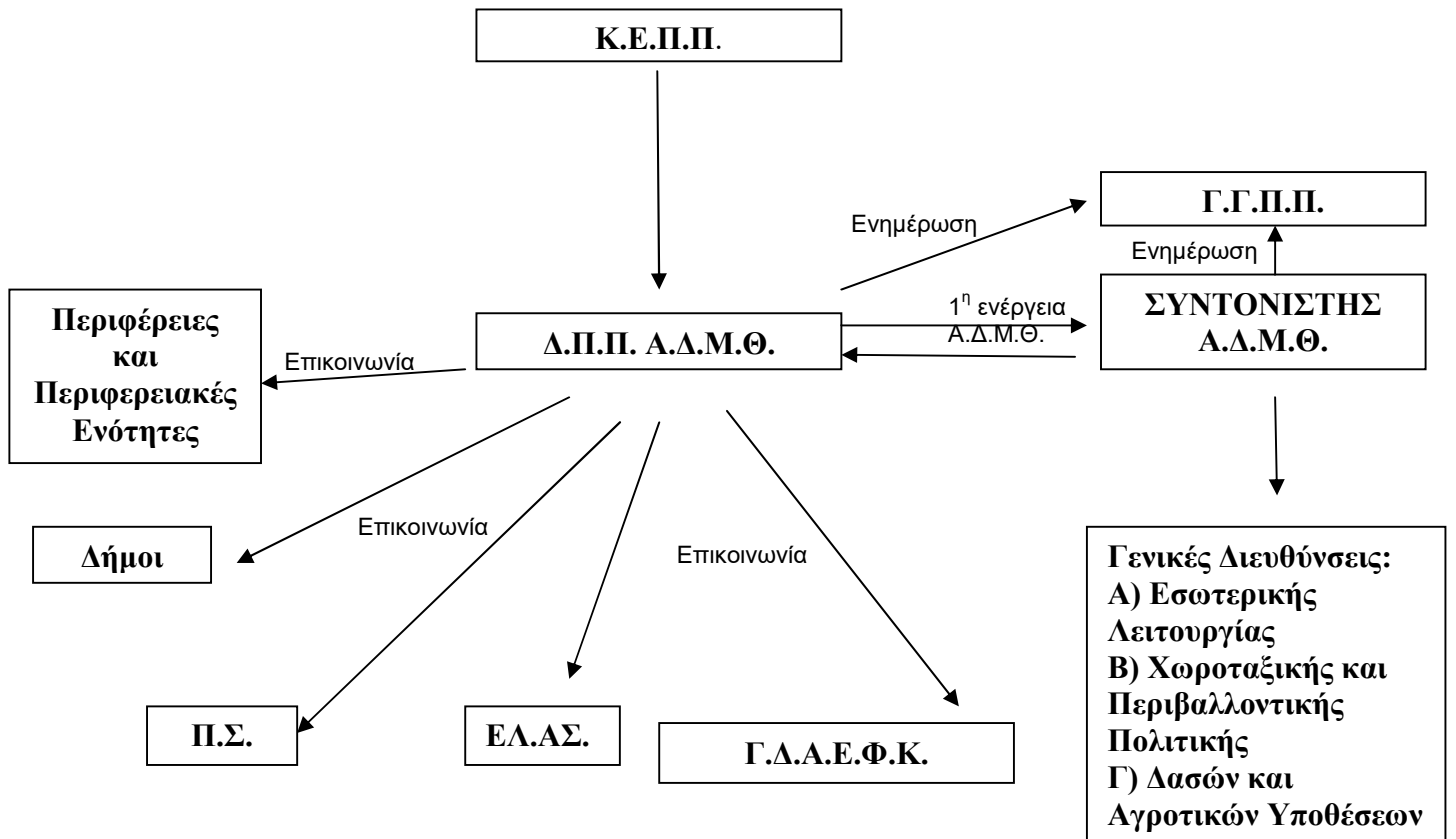 Κ.Ε.Π.Π.
Γ.Γ.Π.Π.
Ενημέρωση
Ενημέρωση
Περιφέρειες
και
Περιφερειακές
Ενότητες
Επικοινωνία
Δ.Π.Π. Α.Δ.Μ.Θ.
1η ενέργεια
Α.Δ.Μ.Θ.
ΣΥΝΤΟΝΙΣΤΗΣ
Α.Δ.Μ.Θ.
Δήμοι
Επικοινωνία
Επικοινωνία
Π.Σ.
ΕΛ.ΑΣ.
Γ.Δ.Α.Ε.Φ.Κ.
Γενικές Διευθύνσεις:
Α) Εσωτερικής
Λειτουργίας
Β) Χωροταξικής και
Περιβαλλοντικής
Πολιτικής
Γ) Δασών και
Αγροτικών Υποθέσεων